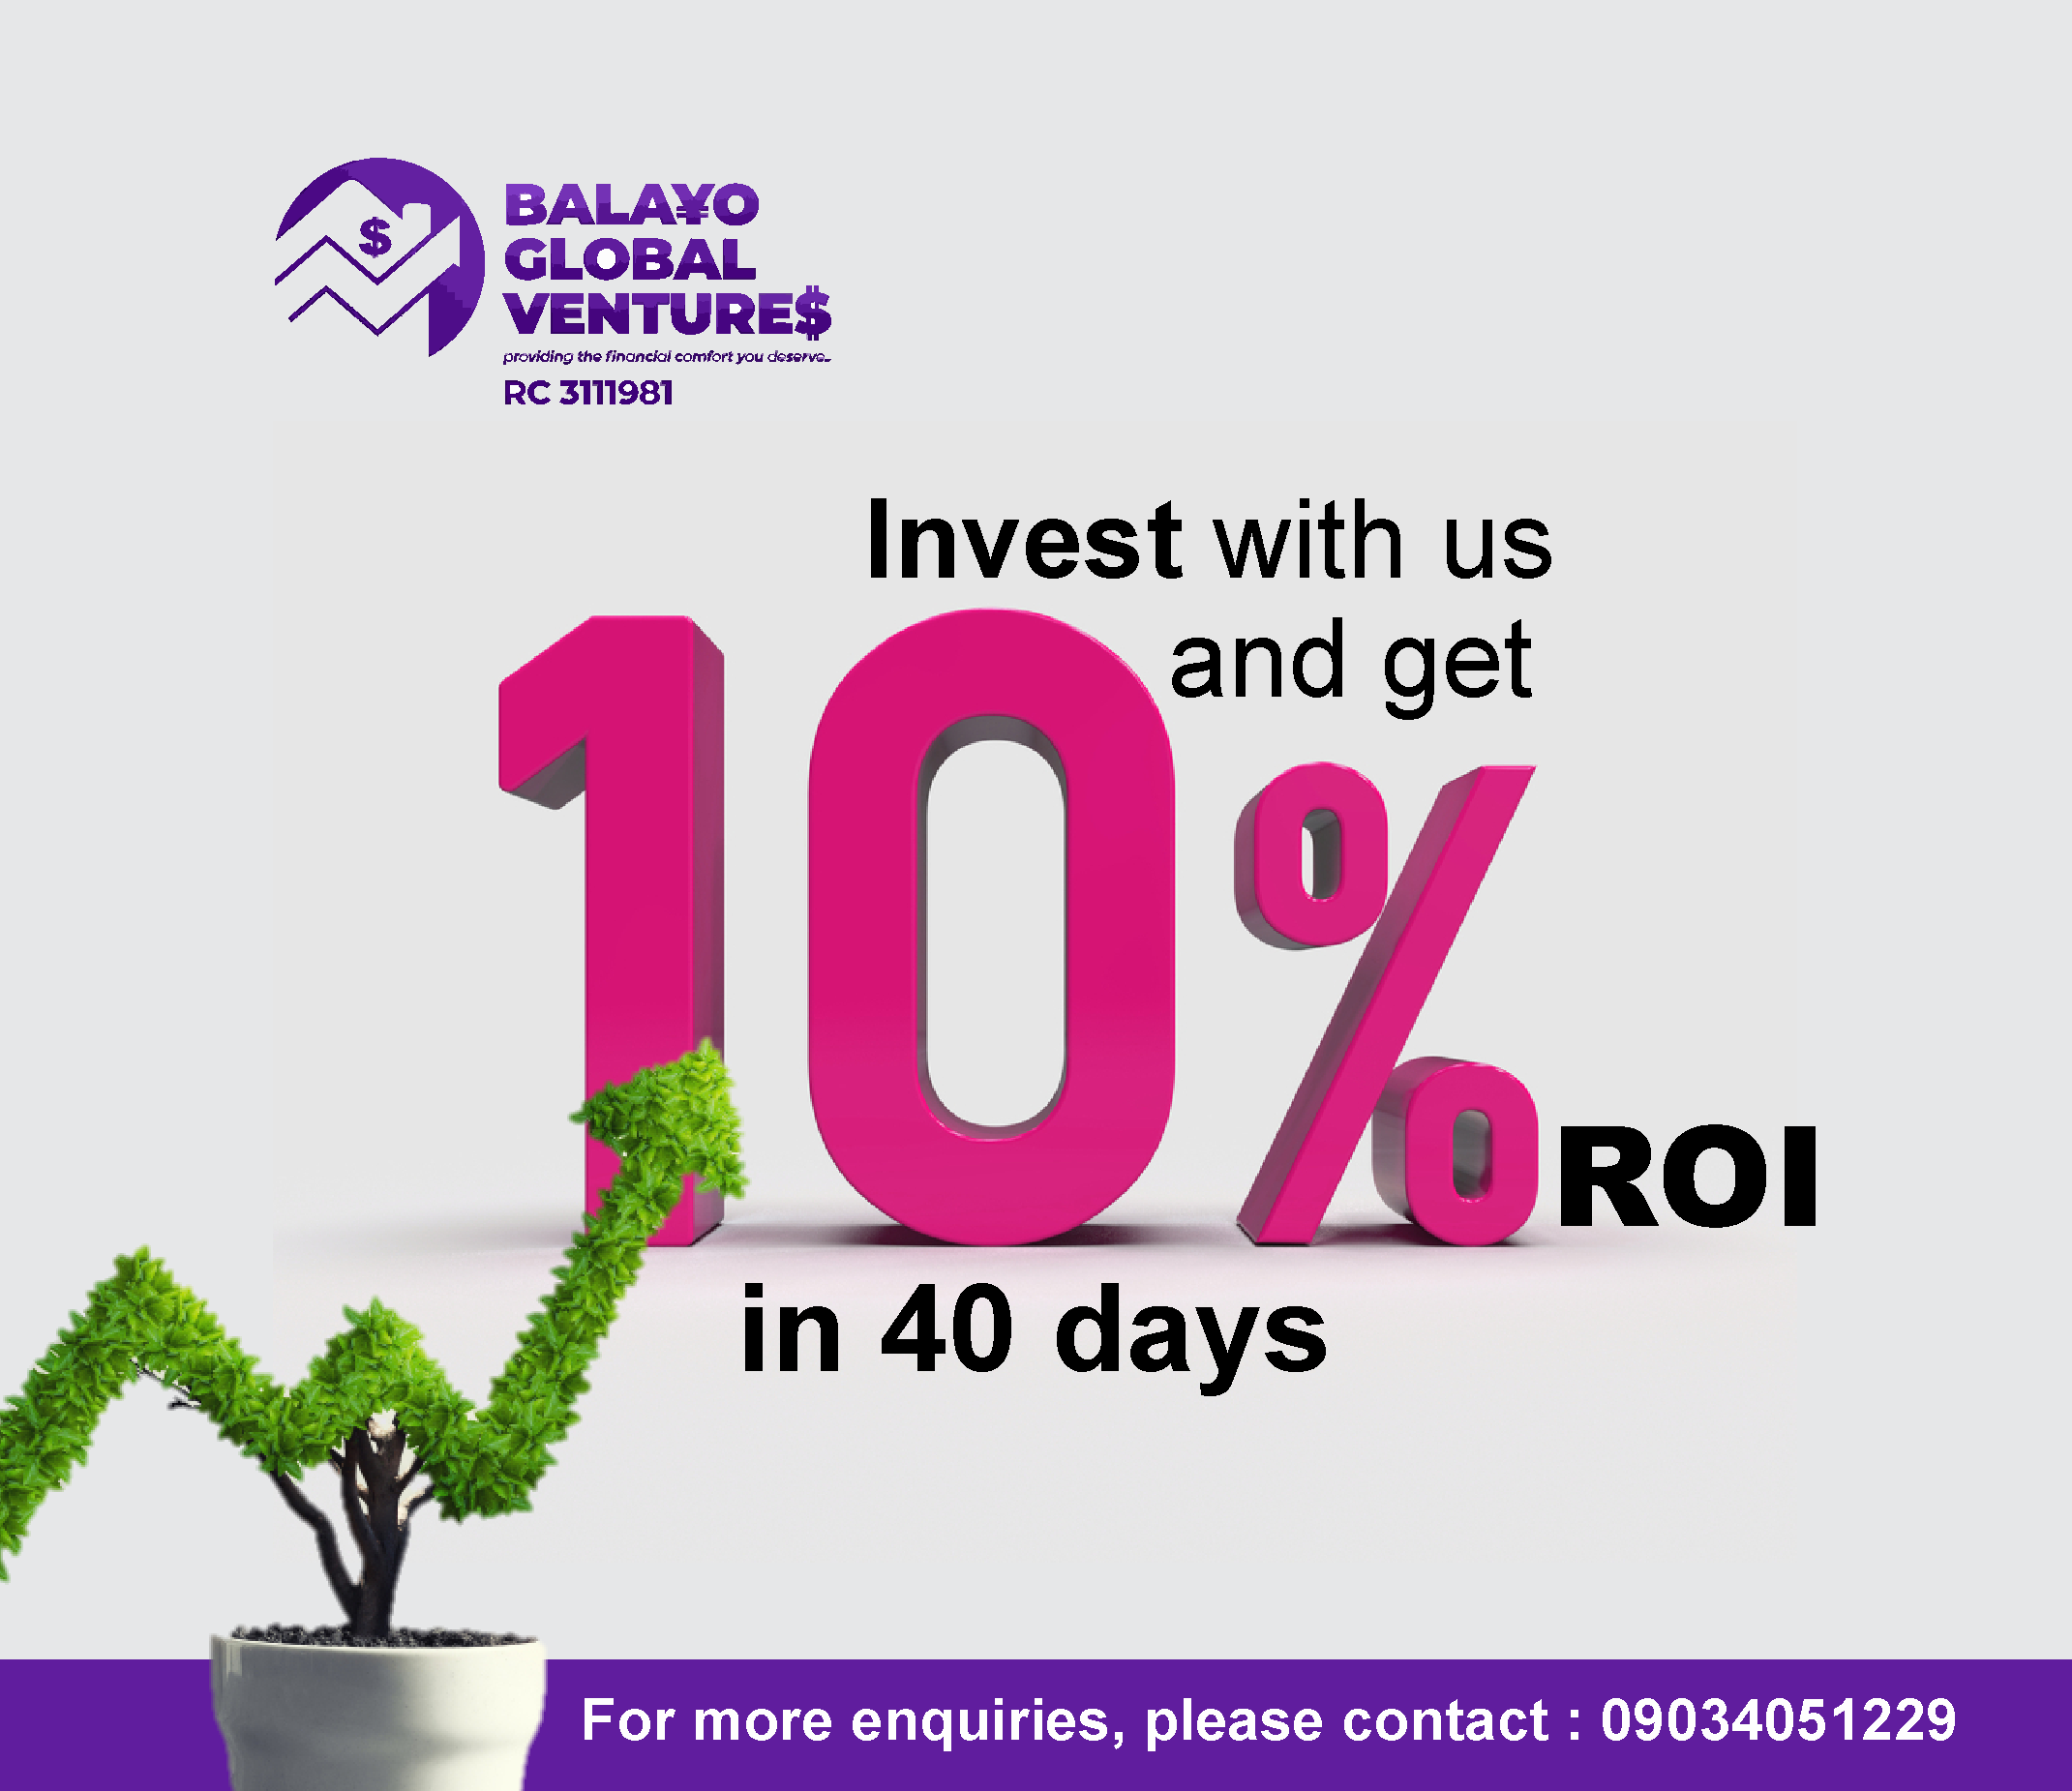 $
BALA¥O
GLOBAL
VENTURE$
providing the financial comfort you deserve...
RC 3111981
Invest with us
and get
10%
ROI
in 40 days
For more enquiries, please contact : 09034051229